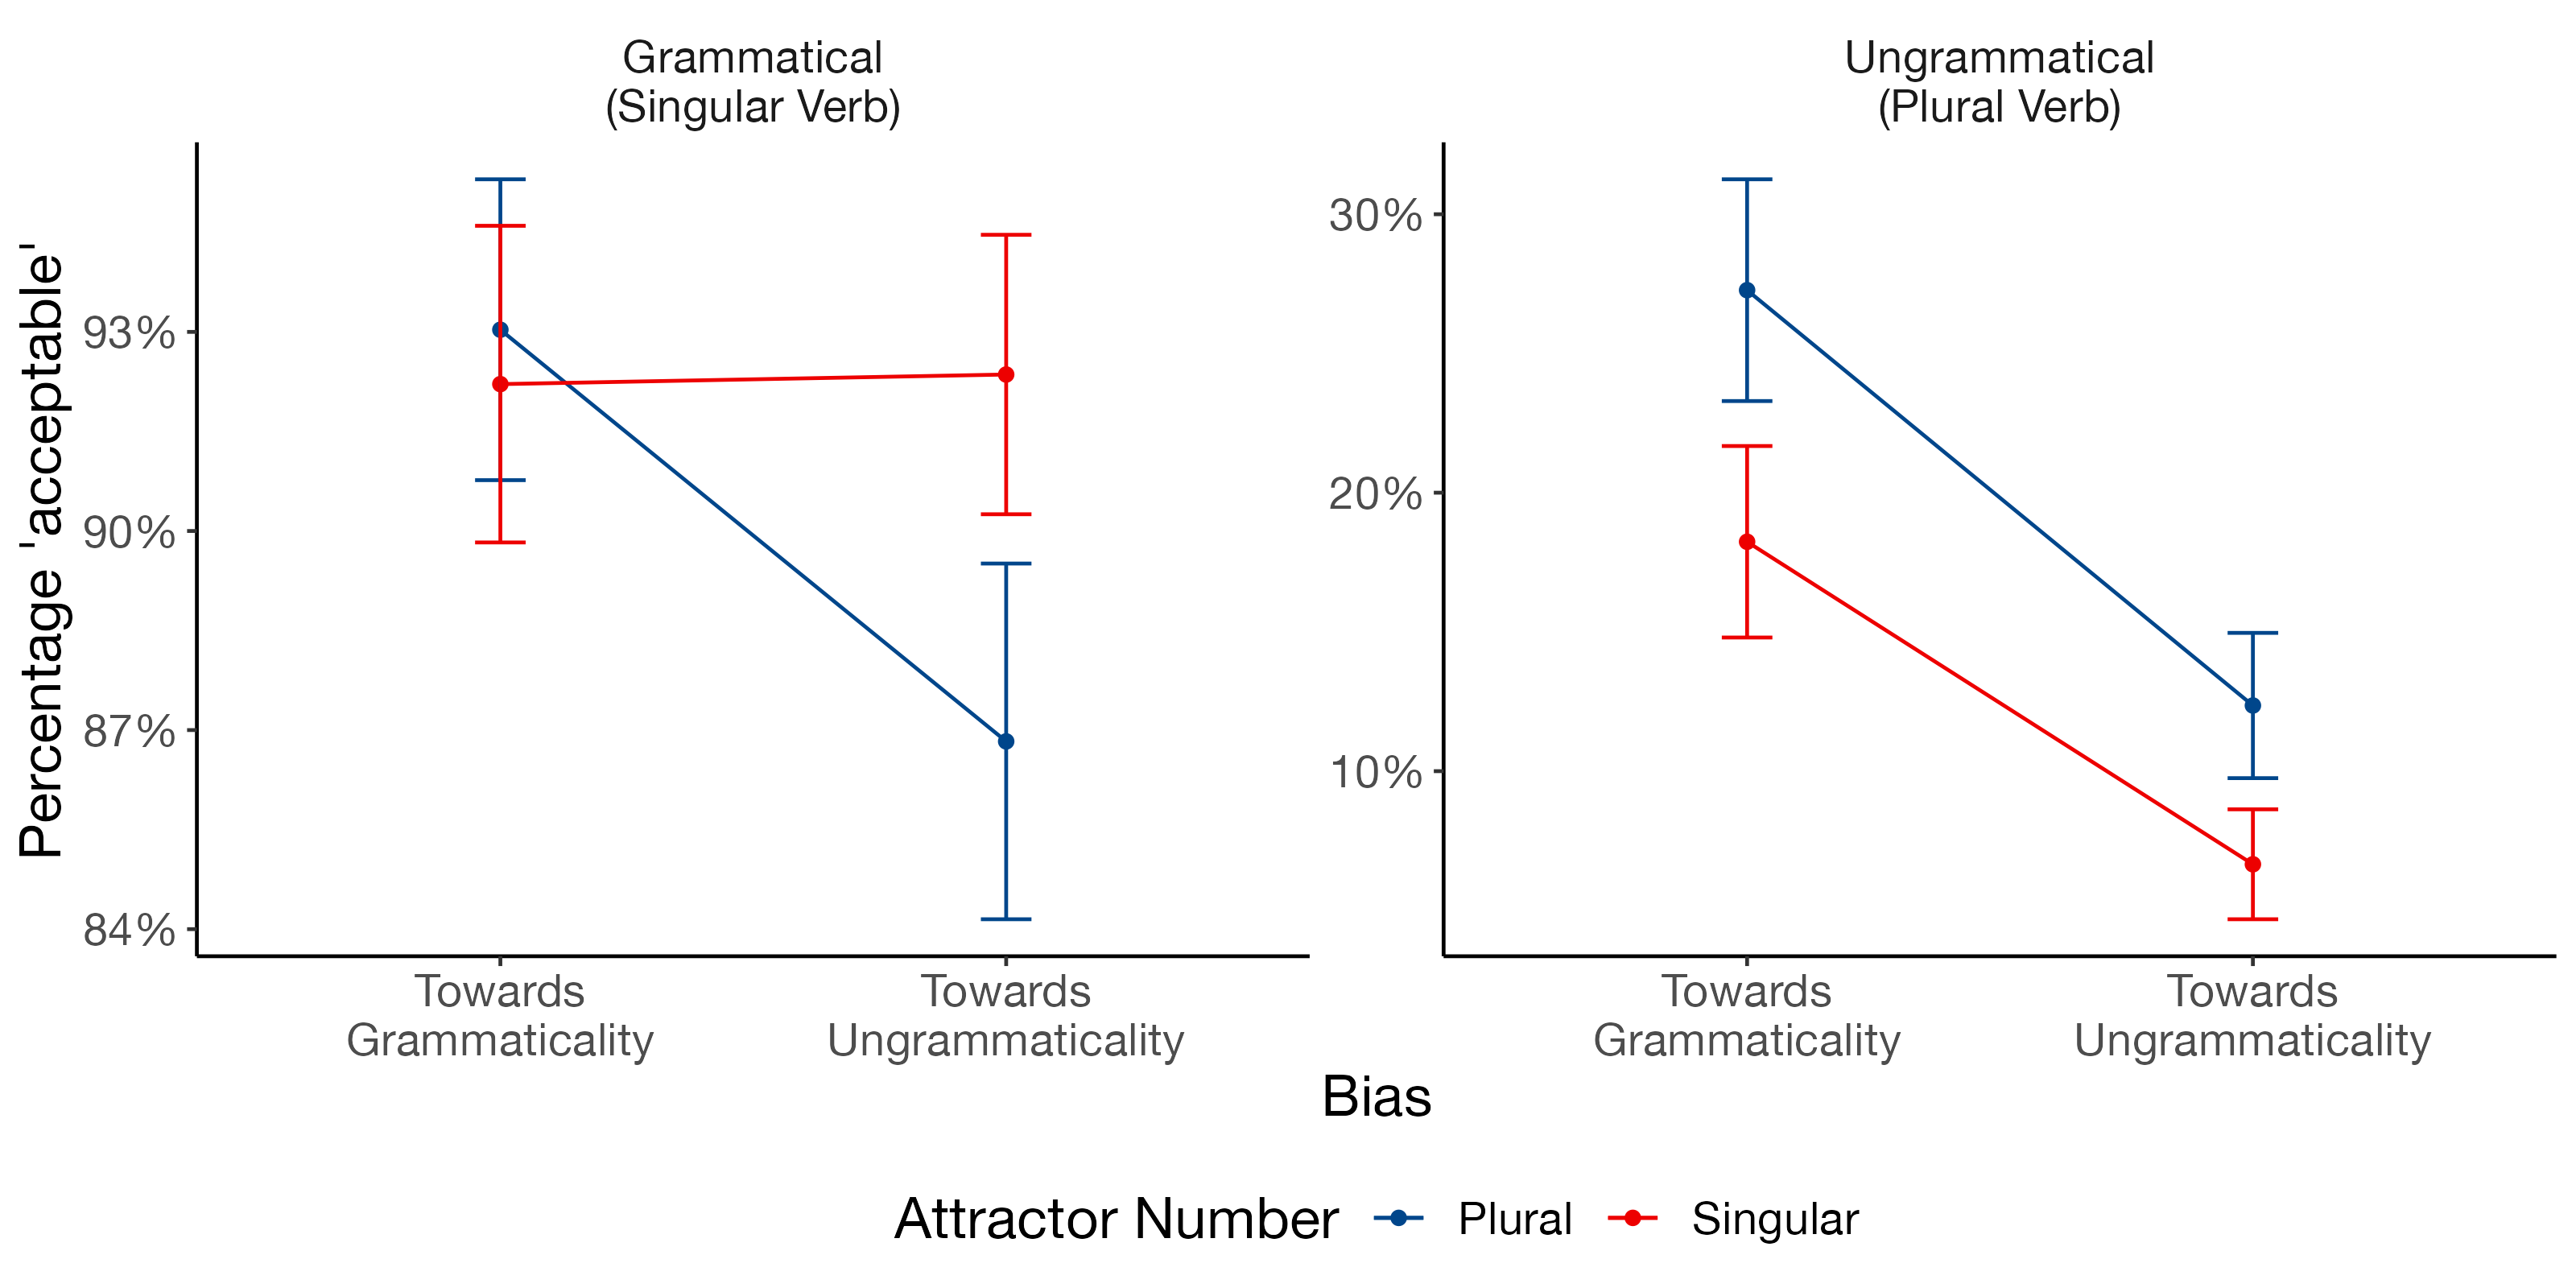 Grammatical
(Singular Verb)
Ungrammatical
(Plural Verb)
Percentage 'acceptable'
93%
90%
87%
84%
30%
20%
10%
Towards
Grammaticality
Towards
Ungrammaticality
Towards
Grammaticality
Towards
Ungrammaticality
Bias
Attractor Number Plural Singular